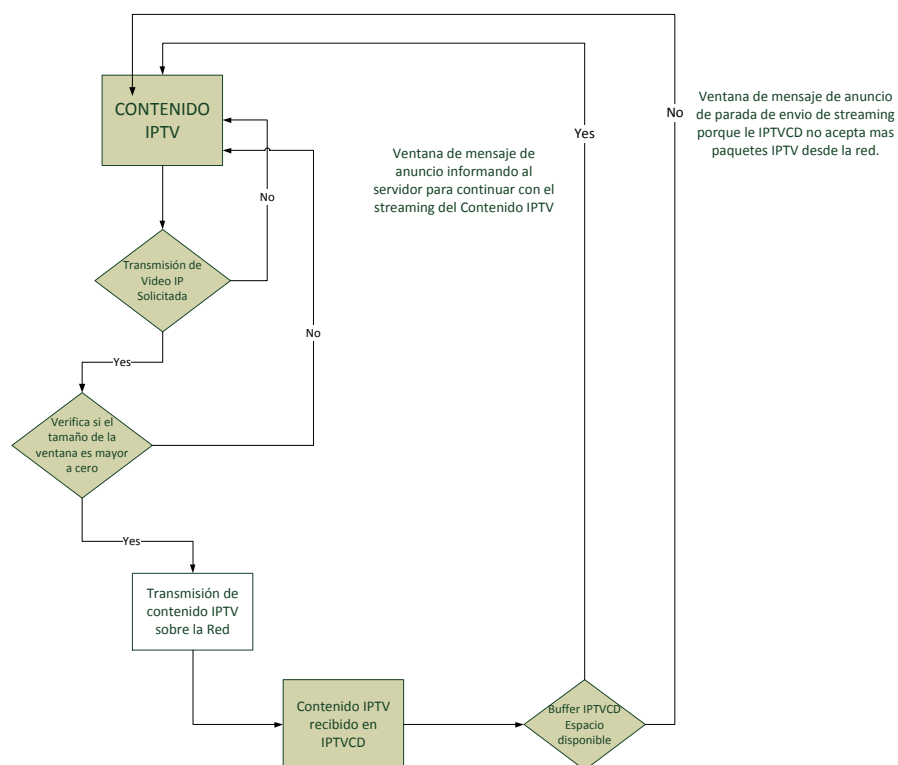 CONTENIDO
IPTV
No
Ventana de mensaje de anuncio
de parada de envio de streaming
porque le IPTVCD no acepta mas
paquetes IPTV desde la red.
Yes
Ventana de mensaje de
anuncio informando al
servidor para continuar con el
streaming del Contenido IPTV
No
Transmisión de
Video IP
Solicitada
No
Yes
Verifica si el
tamaño de la
ventana es mayor
a cero
Yes
Transmisión de
contenido IPTV
sobre la Red
Contenido IPTV
recibido en
IPTVCD
Buffer IPTVCD
Espacio
disponible